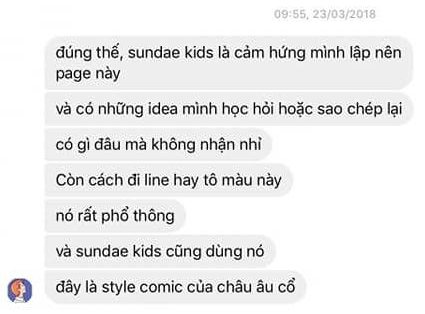 09:55, 23/03/2018
đúng thế, sundae kids là cảm hứng mình lập nên
page này
và có những idea mình học hỏi hoặc sao chép lại
có gì đâu mà không nhận nhỉ
Còn cách đi line hay tô màu này
nó rất phổ thông
và sundae kids cũng dùng nó
đây là style comic của châu âu cổ